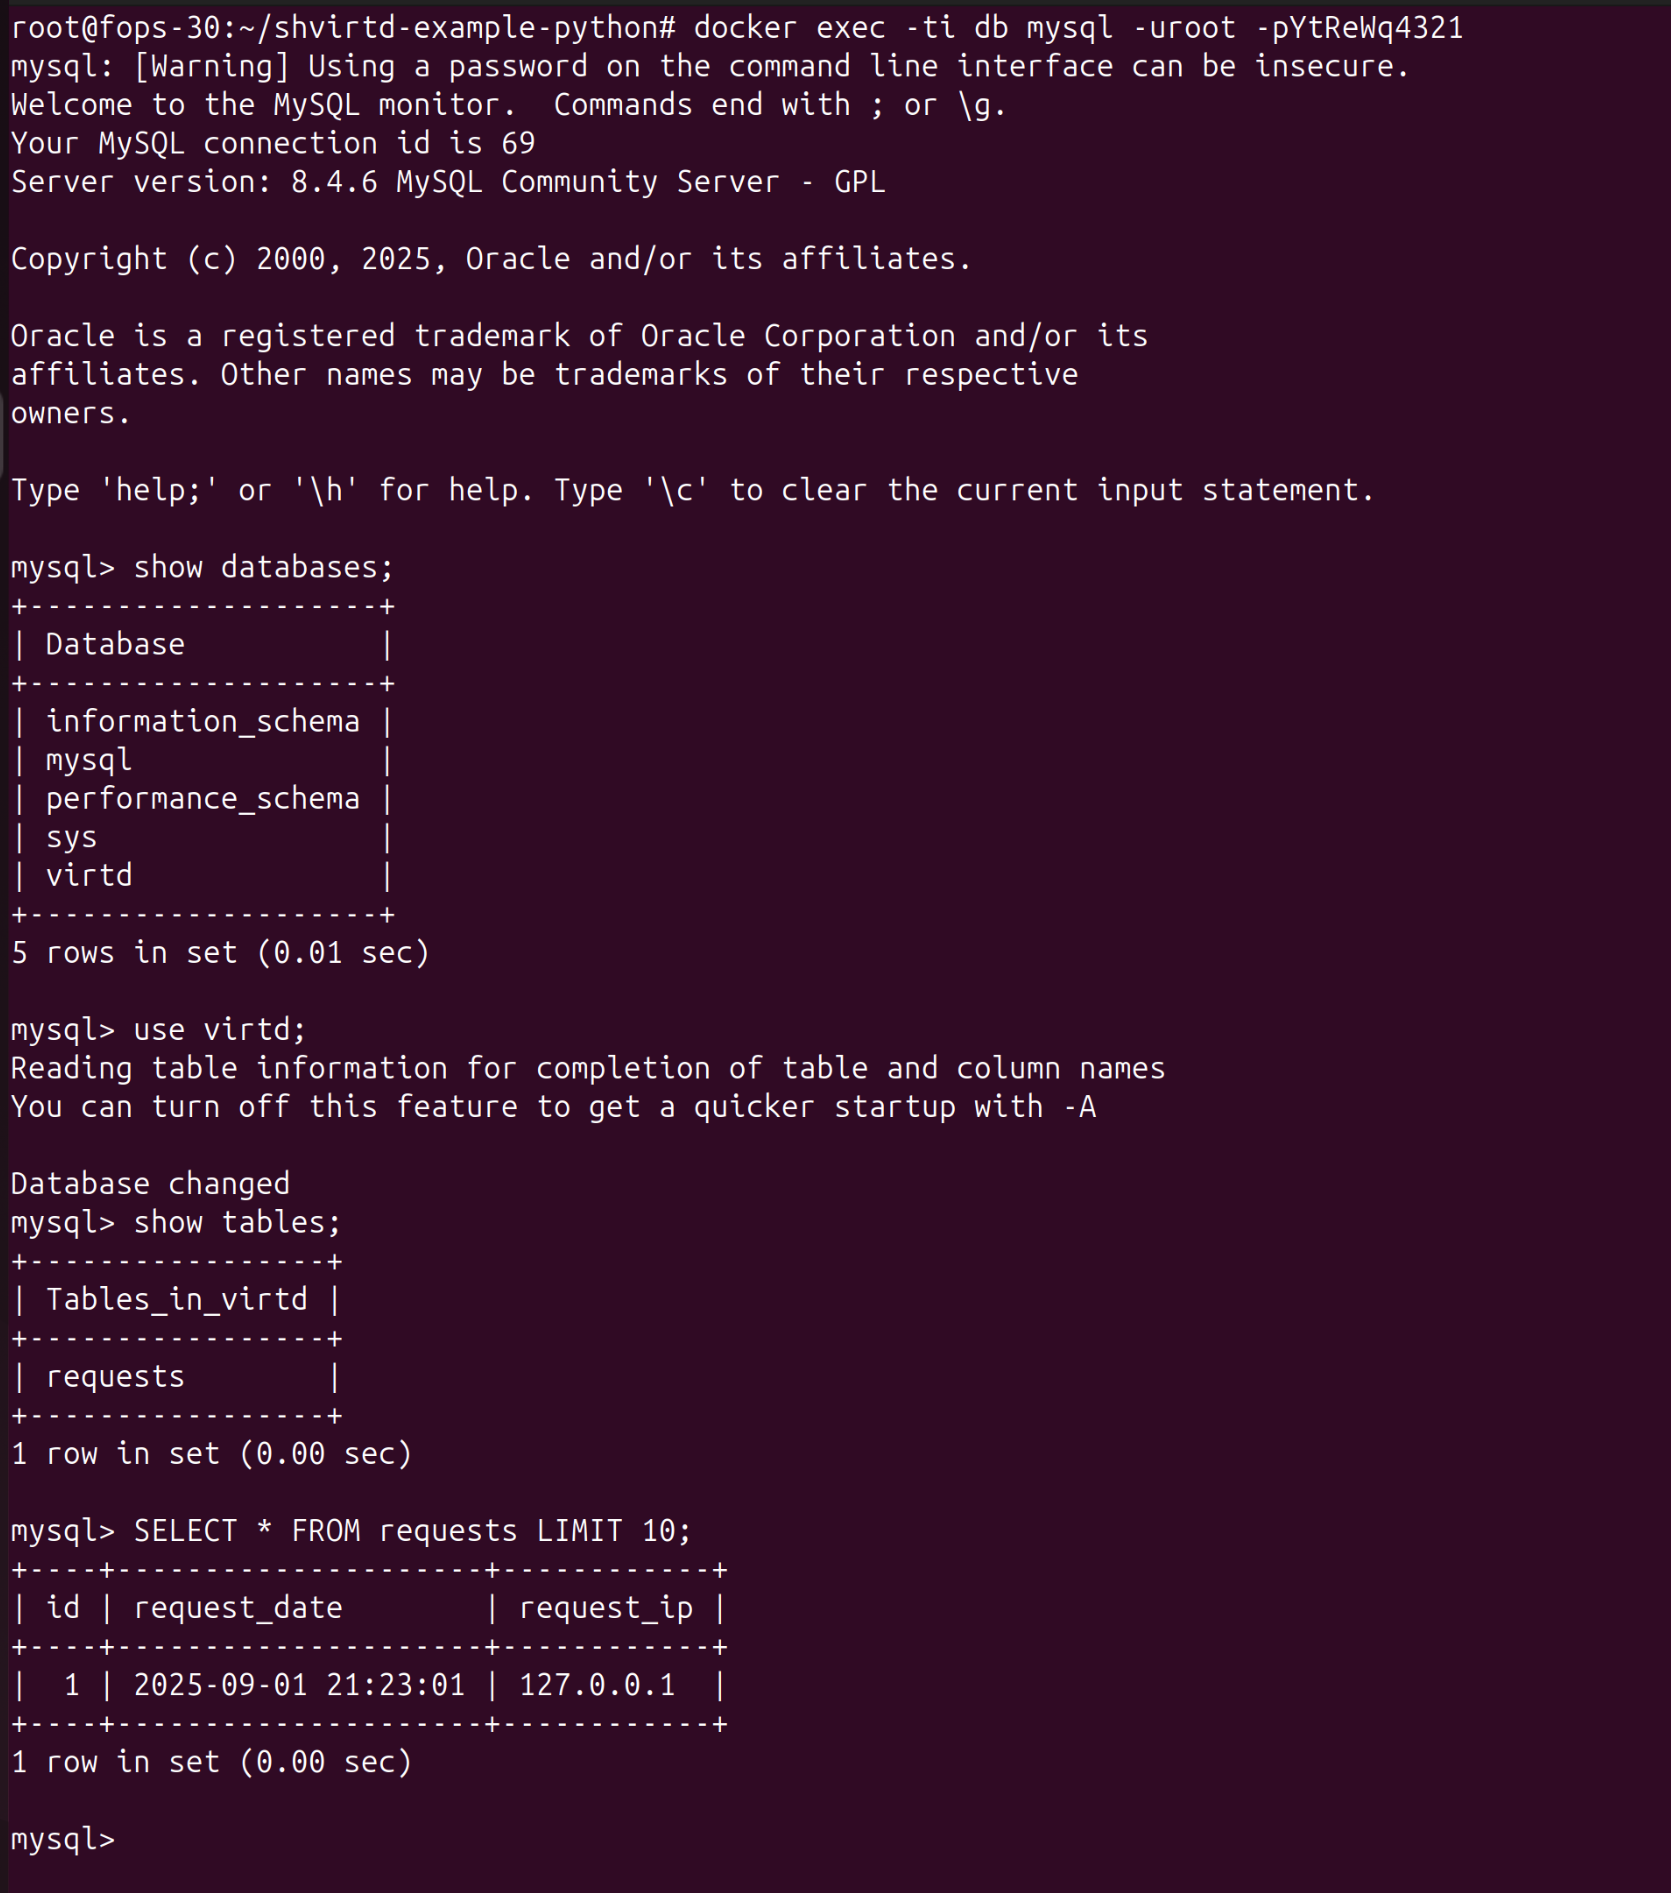 root@fops-30:~/shvirtd-example-python# docker exec -ti db mysql -uroot -pYtReWq4321
mysql: [Warning] Using a password on the command line interface can be insecure.
Welcome to the MySQL monitor.  Commands end with ; or \g.
Your MySQL connection id is 69
Server version: 8.4.6 MySQL Community Server - GPL

Copyright (c) 2000, 2025, Oracle and/or its affiliates.

Oracle is a registered trademark of Oracle Corporation and/or its
affiliates. Other names may be trademarks of their respective
owners.

Type 'help;' or '\h' for help. Type '\c' to clear the current input statement.

mysql> show databases;
+--------------------+
| Database           |
+--------------------+
| information_schema |
| mysql              |
| performance_schema |
| sys                |
| virtd              |
+--------------------+
5 rows in set (0.01 sec)

mysql> use virtd;
Reading table information for completion of table and column names
You can turn off this feature to get a quicker startup with -A

Database changed
mysql> show tables;
+-----------------+
| Tables_in_virtd |
+-----------------+
| requests        |
+-----------------+
1 row in set (0.00 sec)

mysql> SELECT * FROM requests LIMIT 10;
+----+---------------------+------------+
| id | request_date        | request_ip |
+----+---------------------+------------+
|  1 | 2025-09-01 21:23:01 | 127.0.0.1  |
+----+---------------------+------------+
1 row in set (0.00 sec)

mysql>